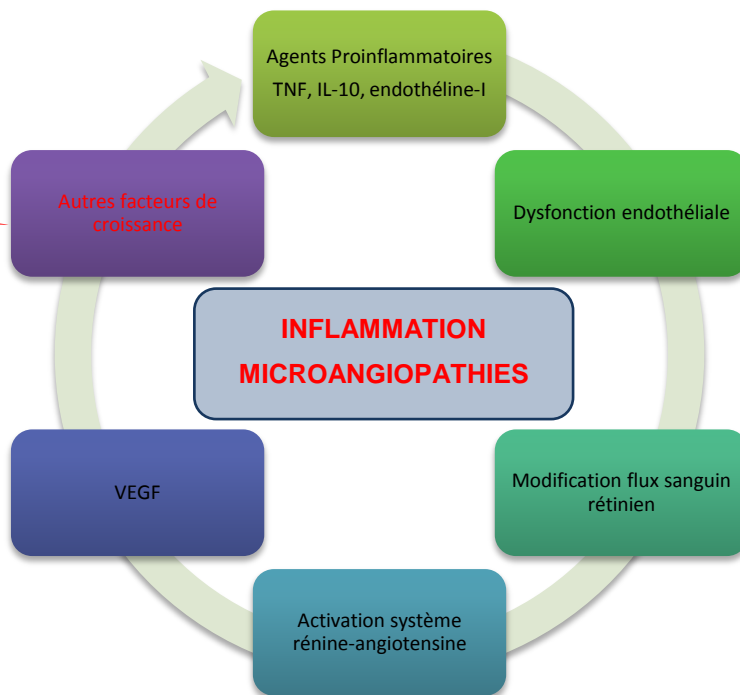 Agents Proinflammatoires
TNF, IL-10, endothéline-I
Dysfonction endothéliale
Modification flux sanguin
rétinien
Activation système
rénine-angiotensine
VEGF
Autres facteurs de
croissance
INFLAMMATION
MICROANGIOPATHIES